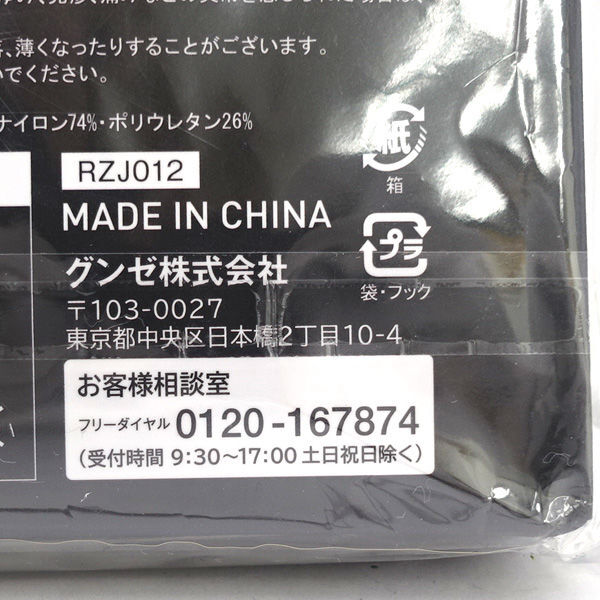 、薄くなったりすることがございます。
でください。
ナイロン74%・ポリウレタン26%
紙
箱
RZJ012
MADE IN CHINA
プラ
袋・フック
グンゼ株式会社
〒103-0027
東京都中央区日本橋2丁目10-4
お客様相談室
フリーダイヤル 0120-167874
(受付時間 9:30〜17:00 土日祝日除く)